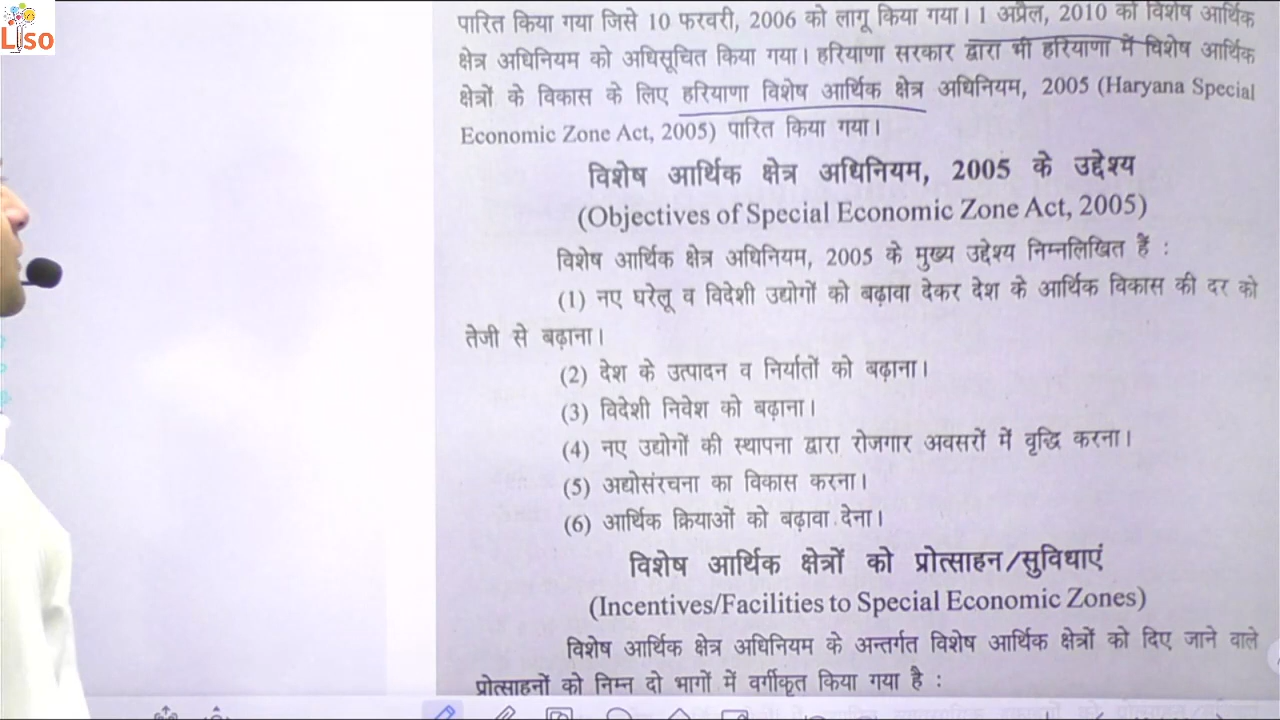 Liso
पारित किया गया जिसे 10 फरवरी, 2006 को लागू किया गया। 1 अप्रैल, 2010 को विशेष आर्थिक
क्षेत्र अधिनियम को अधिसूचित किया गया। हरियाणा सरकार द्वारा भी हरियाणा में विशेष आर्थिक
क्षेत्रों के विकास के लिए हरियाणा विशेष आर्थिक क्षेत्र अधिनियम, 2005 (Haryana Special
Economic Zone Act, 2005) पारित किया गया।
विशेष आर्थिक क्षेत्र अधिनियम, 2005 के उद्देश्य
(Objectives of Special Economic Zone Act, 2005)
विशेष आर्थिक क्षेत्र अधिनियम, 2005 के मुख्य उद्देश्य निम्नलिखित हैं :
(1) नए घरेलू व विदेशी उद्योगों को बढ़ावा देकर देश के आर्थिक विकास की दर को
तेजी से बढ़ाना।
(2) देश के उत्पादन व निर्यातों को बढ़ाना।
(3) विदेशी निवेश को बढ़ाना।
(4) नए उद्योगों की स्थापना द्वारा रोजगार अवसरों में वृद्धि करना।
(5) अद्योसंरचना का विकास करना।
(6) आर्थिक क्रियाओं को बढ़ावा देना।
विशेष आर्थिक क्षेत्रों को प्रोत्साहन/सुविधाएं
(Incentives/Facilities to Special Economic Zones)
विशेष आर्थिक क्षेत्र अधिनियम के अन्तर्गत विशेष आर्थिक क्षेत्रों को दिए जाने वाले
प्रोत्साहनों को निम्न दो भागों में वर्गीकृत किया गया है :